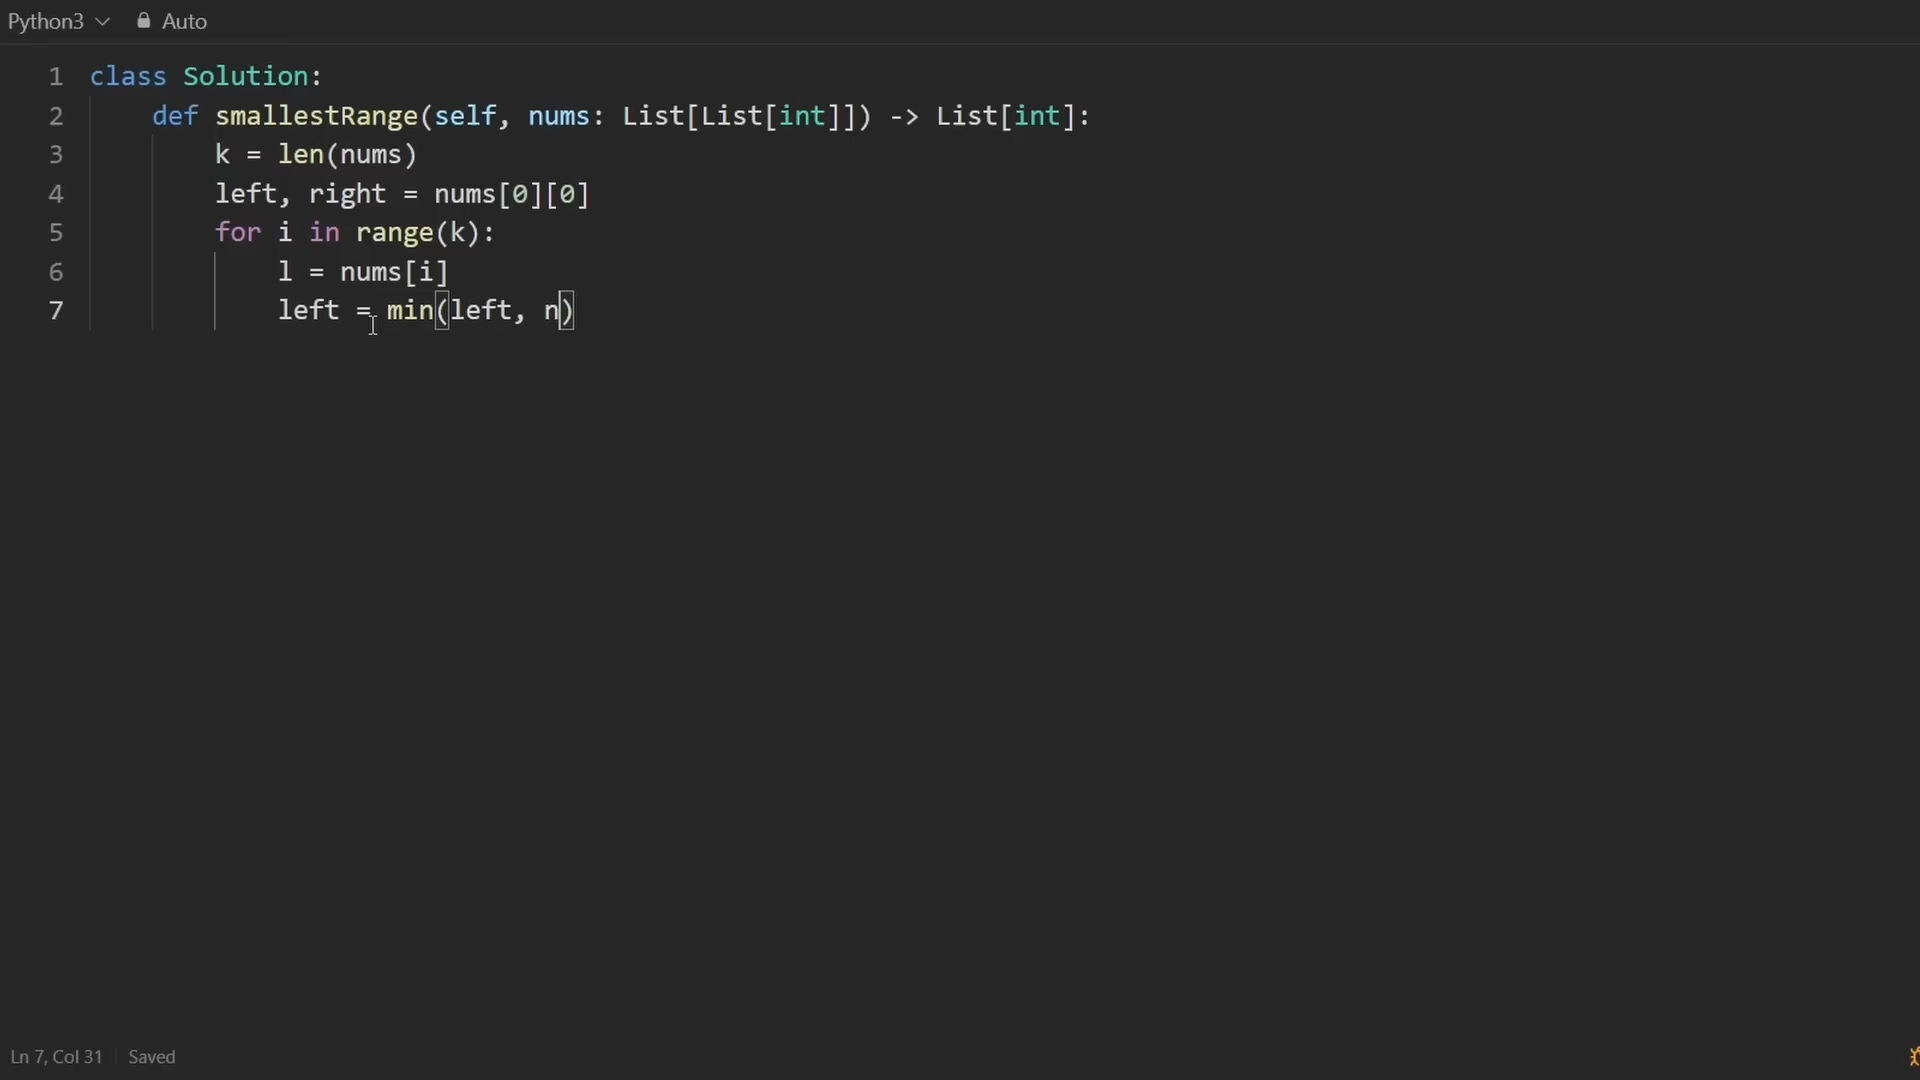 Python3 Auto
1 class Solution:
2 def smallestRange(self, nums: List[List[int]]) -> List[int]:
3 k = len(nums)
4 left, right = nums[0][0]
5 for i in range(k):
6 l = nums[i]
7 left = min(left, n)
Ln 7, Col 31 Saved